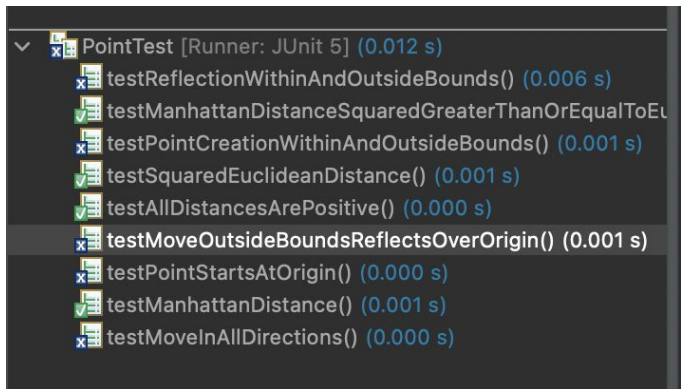 PointTest [Runner: JUnit 5] (0.012 s)
testReflectionWithinAndOutsideBounds() (0.006 s)
testManhattanDistanceSquaredGreaterThanOrEqualToEu
testPointCreationWithinAndOutsideBounds() (0.001 s)
testSquaredEuclideanDistance() (0.001 s)
testAllDistancesArePositive() (0.000 s)
testMoveOutsideBoundsReflectsOverOrigin() (0.001 s)
testPointStartsAtOrigin() (0.000 s)
testManhattanDistance() (0.001 s)
testMoveInAllDirections() (0.000 s)